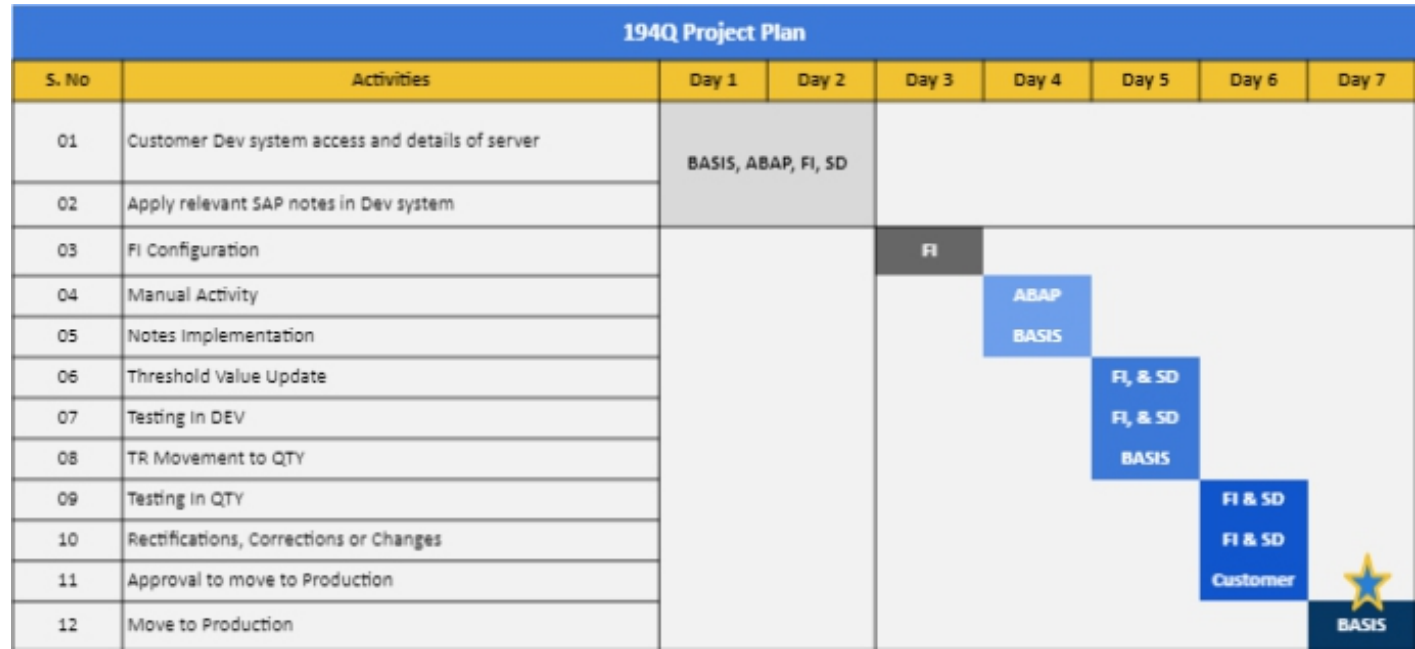 194Q Project Plan
S. No Activities Day 1 Day 2 Day 3 Day 4 Day 5 Day 6 Day 7
01 Customer Dev system access and details of server
BASIS, ABAP, FI, SD
02 Apply relevant SAP notes in Dev system
03 FI Configuration FI
04 Manual Activity ABAP
05 Notes Implementation BASIS
06 Threshold Value Update FI, & SD
07 Testing In DEV FI, & SD
08 TR Movement to QTY BASIS
09 Testing In QTY FI & SD
10 Rectifications, Corrections or Changes FI & SD
11 Approval to move to Production Customer
12 Move to Production BASIS